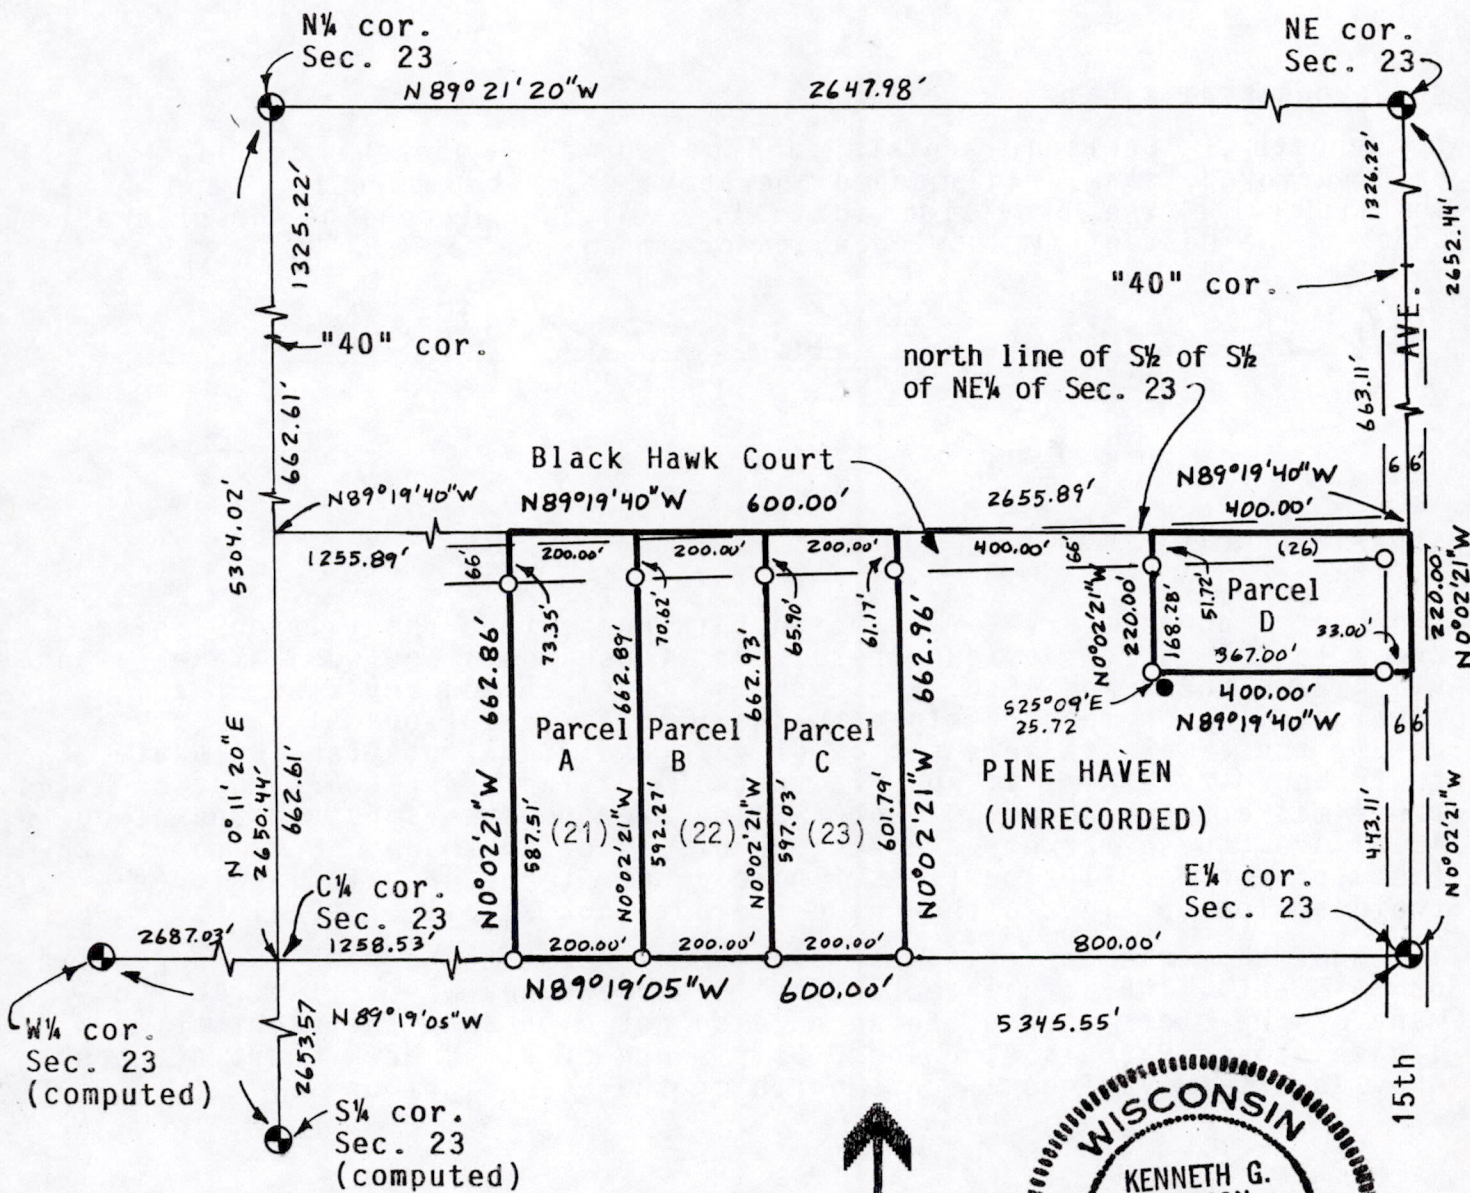 N¼ cor.
Sec. 23
NE cor.
Sec. 23
N89°21'20"W
2647.98'
1325.22'
1326.22'
2652.44'
"40" cor.
"40" cor.
AVE.
north line of S½ of S½
of NE¼ of Sec. 23
662.61'
663.11'
Black Hawk Court
N89°19'40"W
N89°19'40"W
600.00'
2655.89'
N89°19'40"W
400.00'
66'
5304.02'
1255.89'
66'
200.00'
200.00'
200.00'
400.00'
66'
(26)
73.35'
70.62'
65.90'
61.17'
N0°02'21"W
220.00'
168.28'
51.72'
Parcel
D
33.00'
220.00'
N0°02'21"W
367.00'
400.00'
N89°19'40"W
S25°09'E
25.72'
662.86'
662.89'
662.93'
662.96'
N 0°11'20"E
2650.44'
662.61'
Parcel
A
Parcel
B
Parcel
C
(21)
(22)
(23)
N0°02'21"W
587.51'
N0°02'21"W
592.27'
N0°02'21"W
597.03'
601.79'
N0°02'21"W
PINE HAVEN
(UNRECORDED)
66'
443.11'
N0°02'21"W
C¼ cor.
Sec. 23
E¼ cor.
Sec. 23
2687.03'
1258.53'
200.00'
200.00'
200.00'
800.00'
N89°19'05"W
600.00'
W¼ cor.
Sec. 23
(computed)
2653.57
N89°19'05"W
5345.55'
15th
S¼ cor.
Sec. 23
(computed)
WISCONSIN
KENNETH G.